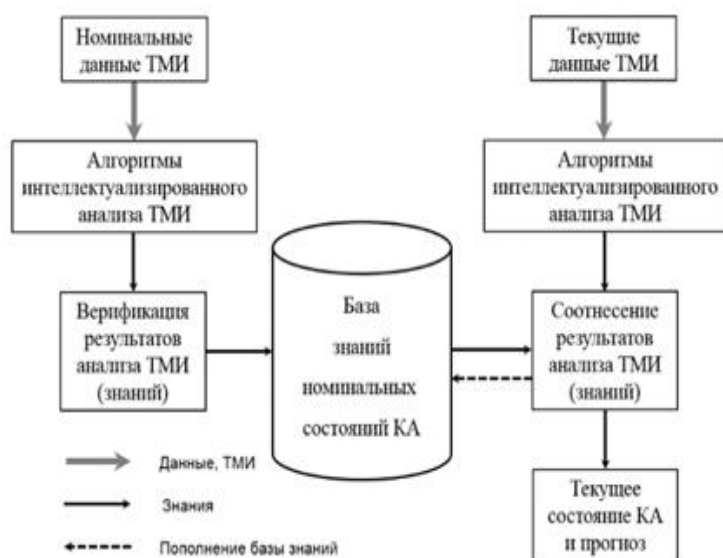 Номинальные
данные ТМИ
Алгоритмы
интеллектуализированного
анализа ТМИ
Верификация
результатов
анализа ТМИ
(знаний)
База
знаний
номинальных
состояний КА
Текущие
данные ТМИ
Алгоритмы
интеллектуализированного
анализа ТМИ
Соотнесение
результатов
анализа ТМИ
(знаний)
Текущее
состояние КА
и прогноз
Данные, ТМИ
Знания
Пополнение базы знаний